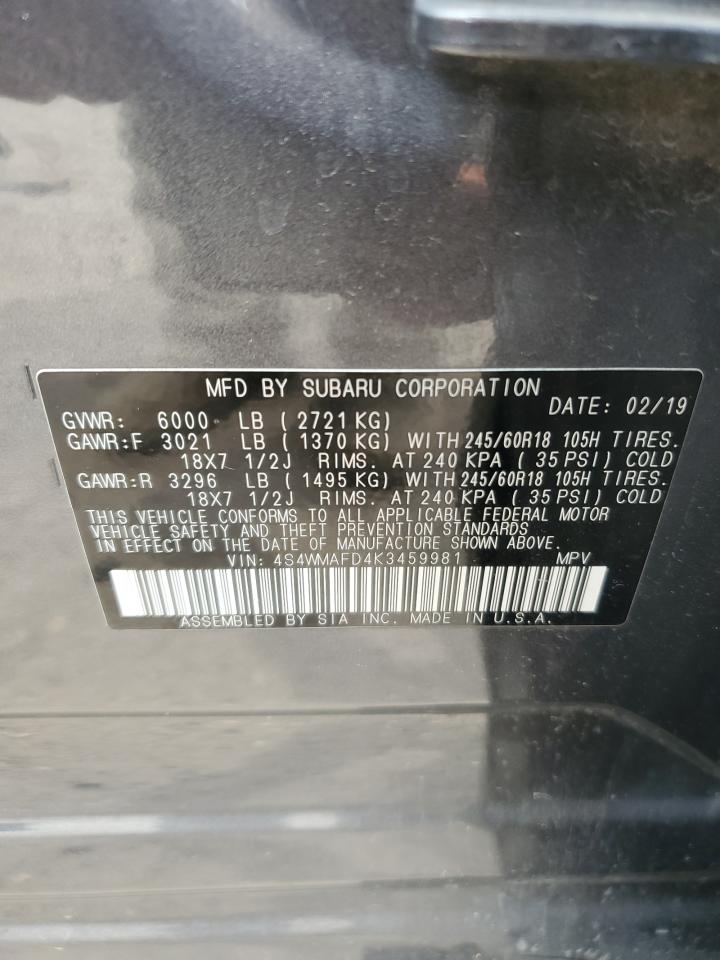 MFD BY SUBARU CORPORATION
DATE: 02/19
GVWR: 6000 LB ( 2721 KG)
GAWR:F 3021 LB ( 1370 KG) WITH 245/60R18 105H TIRES.
18X7 1/2J RIMS. AT 240 KPA ( 35 PSI) COLD
GAWR:R 3296 LB ( 1495 KG) WITH 245/60R18 105H TIRES.
18X7 1/2J RIMS. AT 240 KPA ( 35 PSI) COLD
THIS VEHICLE CONFORMS TO ALL APPLICABLE FEDERAL MOTOR
VEHICLE SAFETY AND THEFT PREVENTION STANDARDS
IN EFFECT ON THE DATE OF MANUFACTURE SHOWN ABOVE.
VIN: 4S4WMAFD4K3459981 MPV
ASSEMBLED BY SIA INC. MADE IN U.S.A.